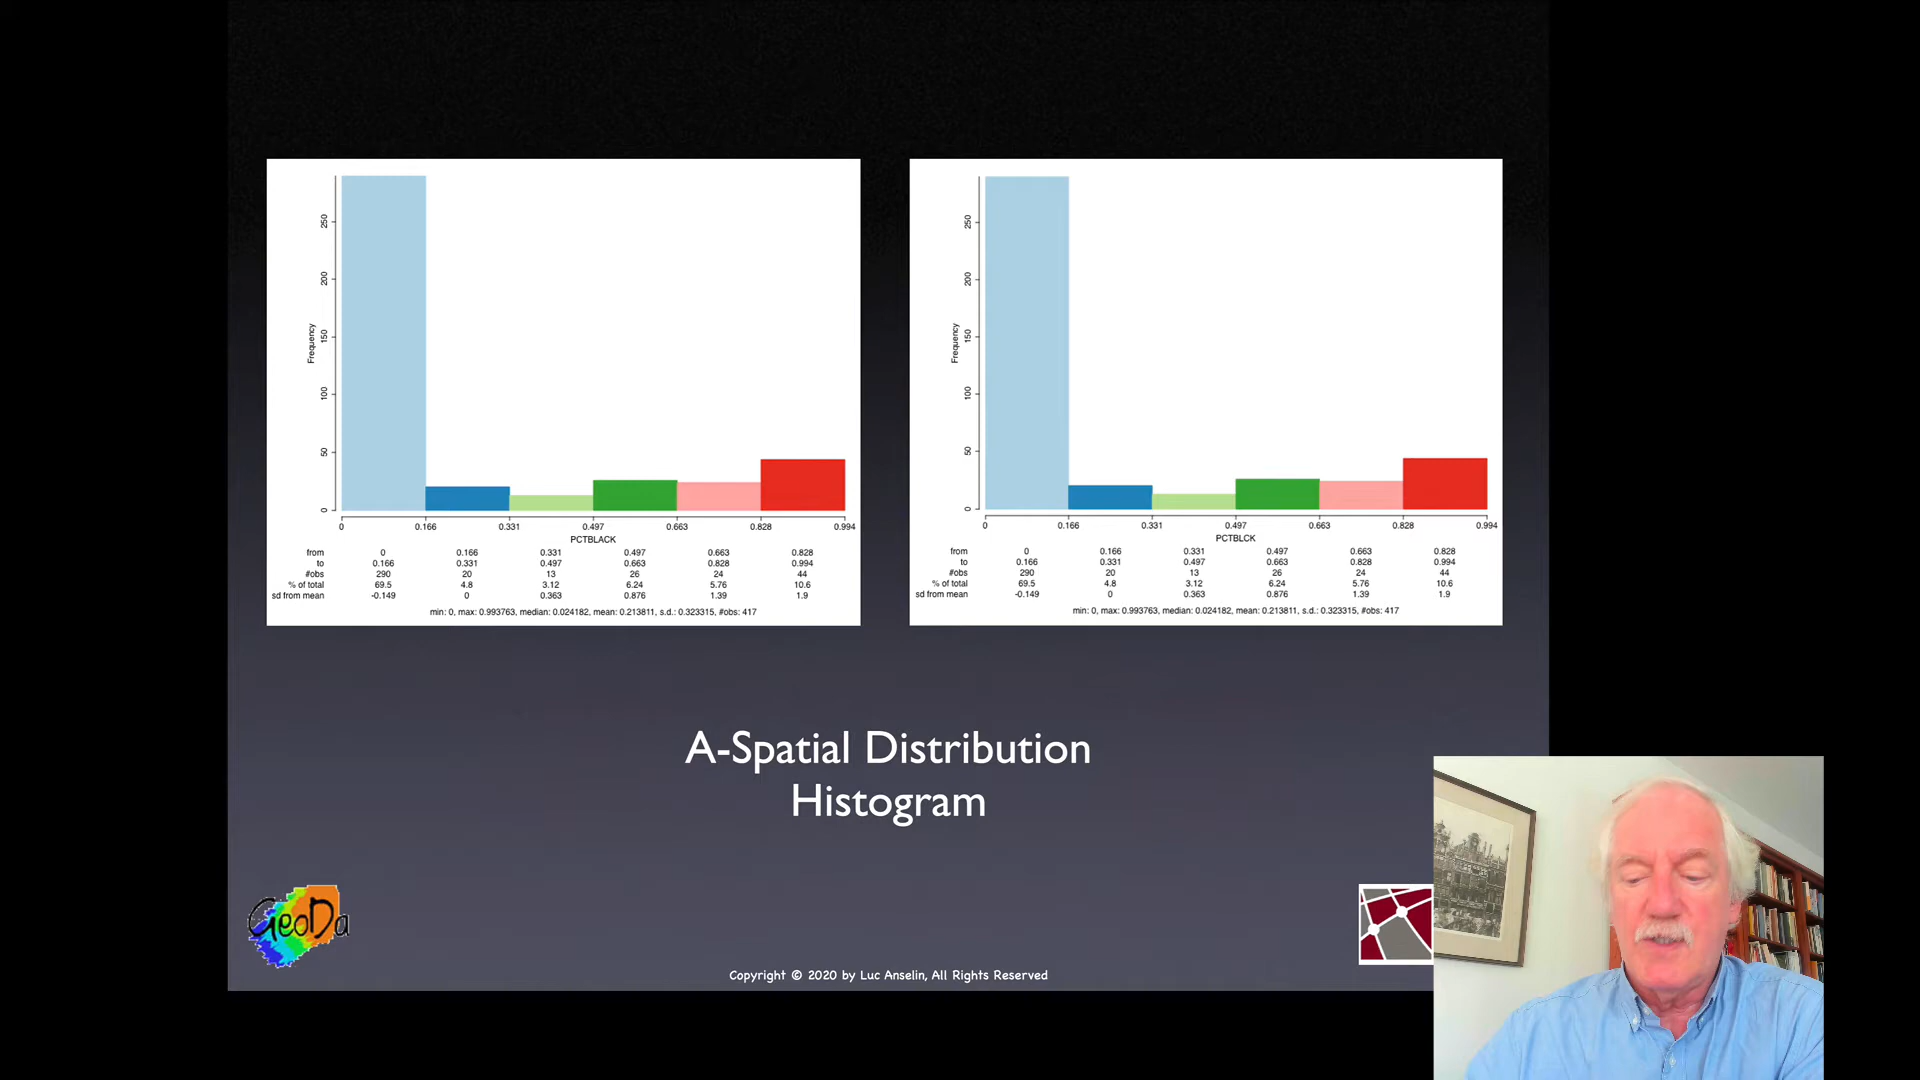 250
200
150
100
50
0
Frequency
0 0.166 0.331 0.497 0.663 0.828 0.994
PCTBLACK
from 0 0.166 0.331 0.497 0.663 0.828
to 0.166 0.331 0.497 0.663 0.828 0.994
#obs 290 20 13 26 24 44
% of total 69.5 4.8 3.12 6.24 5.76 10.6
sd from mean -0.149 0 0.363 0.876 1.39 1.9
min: 0, max: 0.993763, median: 0.024182, mean: 0.213811, s.d.: 0.323315, #obs: 417
250
200
150
100
50
0
Frequency
0 0.166 0.331 0.497 0.663 0.828 0.994
PCTBLCK
from 0 0.166 0.331 0.497 0.663 0.828
to 0.166 0.331 0.497 0.663 0.828 0.994
#obs 290 20 13 26 24 44
% of total 69.5 4.8 3.12 6.24 5.76 10.6
sd from mean -0.149 0 0.363 0.876 1.39 1.9
min: 0, max: 0.993763, median: 0.024182, mean: 0.213811, s.d.: 0.323315, #obs: 417
A-Spatial Distribution
Histogram
GeoDa
Copyright © 2020 by Luc Anselin, All Rights Reserved